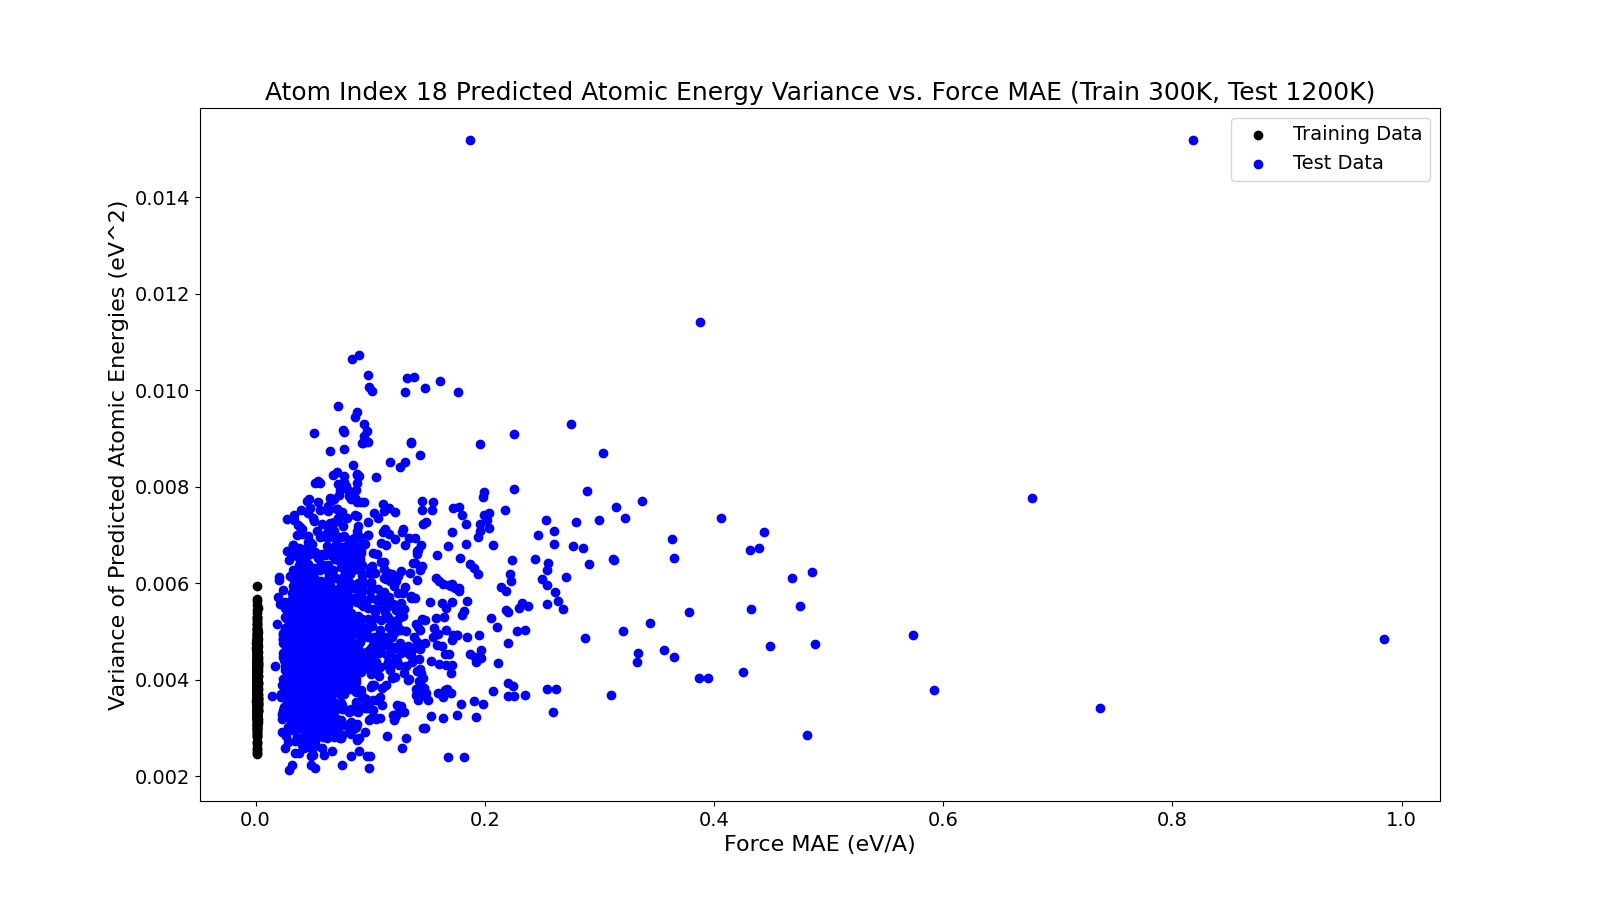 Atom Index 18 Predicted Atomic Energy Variance vs. Force MAE (Train 300K, Test 1200K)
Training Data
Test Data
Variance of Predicted Atomic Energies (eV^2)
0.014
0.012
0.010
0.008
0.006
0.004
0.002
0.0 0.2 0.4 0.6 0.8 1.0
Force MAE (eV/A)